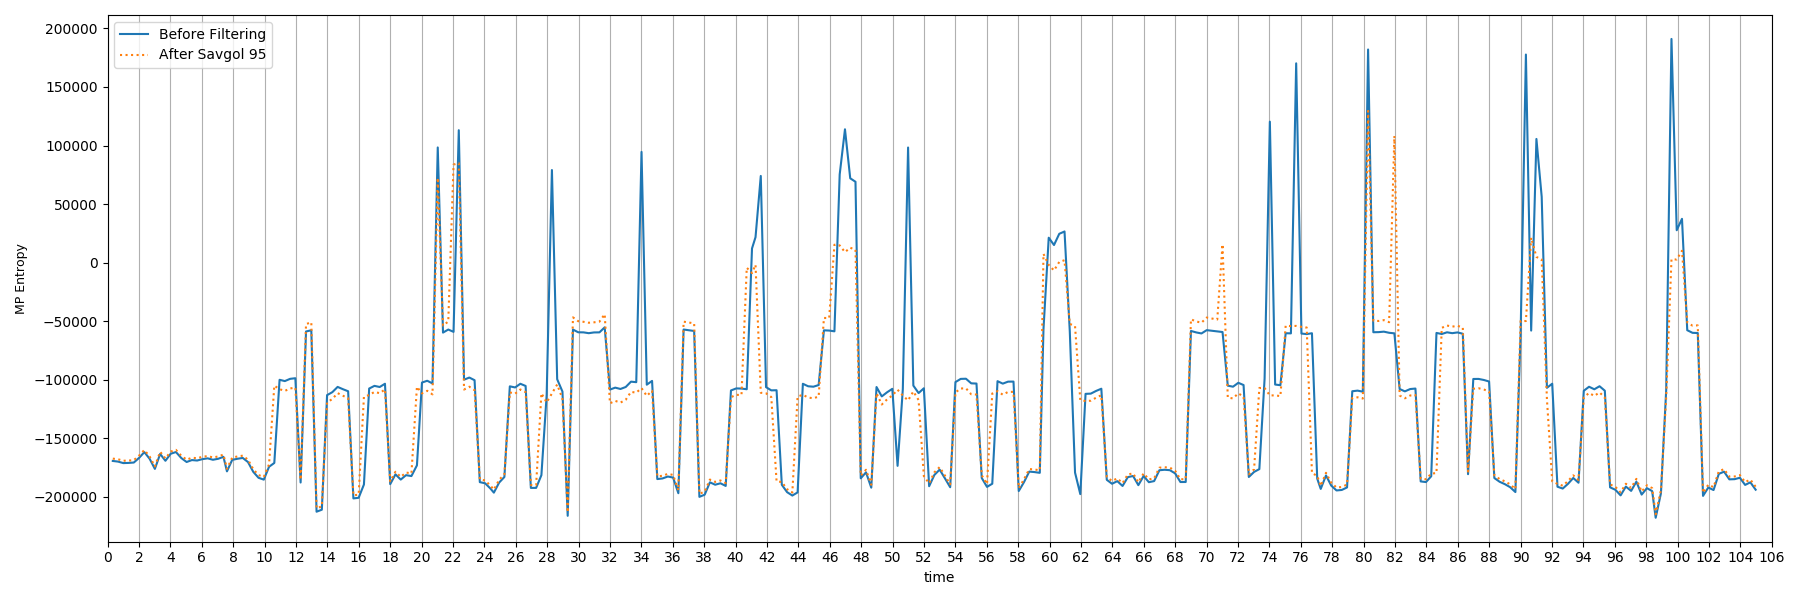 Before Filtering
After Savgol 95
MP Entropy
200000
150000
100000
50000
0
−50000
−100000
−150000
−200000
0 2 4 6 8 10 12 14 16 18 20 22 24 26 28 30 32 34 36 38 40 42 44 46 48 50 52 54 56 58 60 62 64 66 68 70 72 74 76 78 80 82 84 86 88 90 92 94 96 98 100 102 104 106
time